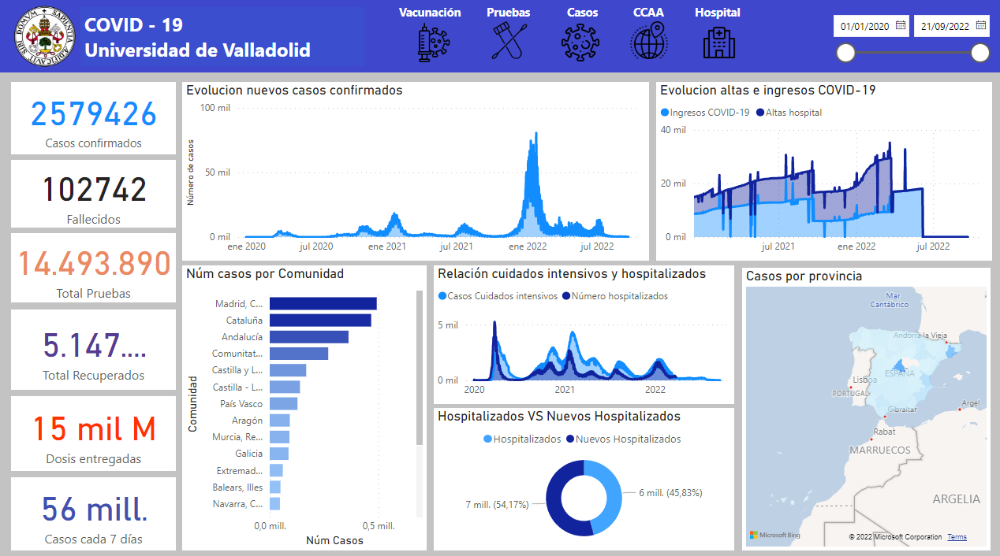 COVID - 19
Universidad de Valladolid
Vacunación
Pruebas
Casos
CCAA
Hospital
01/01/2020
21/09/2022
2579426
Casos confirmados
102742
Fallecidos
14.493.890
Total Pruebas
5.147....
Total Recuperados
15 mil M
Dosis entregadas
56 mill.
Casos cada 7 días
Evolucion nuevos casos confirmados
Número de casos
100 mil
50 mil
0 mil
ene 2020
jul 2020
ene 2021
jul 2021
ene 2022
jul 2022
Evolucion altas e ingresos COVID-19
Ingresos COVID-19
Altas hospital
40 mil
20 mil
0 mil
jul 2021
ene 2022
jul 2022
Núm casos por Comunidad
Comunidad
Madrid, C...
Cataluña
Andalucía
Comunitat...
Castilla y L...
Castilla - L...
País Vasco
Aragón
Murcia, Re...
Galicia
Extremad...
Balears, Illes
Navarra, C...
0,0 mill.
0,5 mill.
Núm Casos
Relación cuidados intensivos y hospitalizados
Casos Cuidados intensivos
Número hospitalizados
5 mil
0 mil
2020
2021
2022
Hospitalizados VS Nuevos Hospitalizados
Hospitalizados
Nuevos Hospitalizados
7 mill. (54,17%)
6 mill. (45,83%)
Casos por provincia
Mar
Cantábrico
Andorra la Vieja
ESPAÑA
Lisboa
PORTUGAL
Gibraltar
Argel
Rabat
MARRUECOS
ARGELIA
Microsoft Bing
© 2022 Microsoft Corporation
Terms